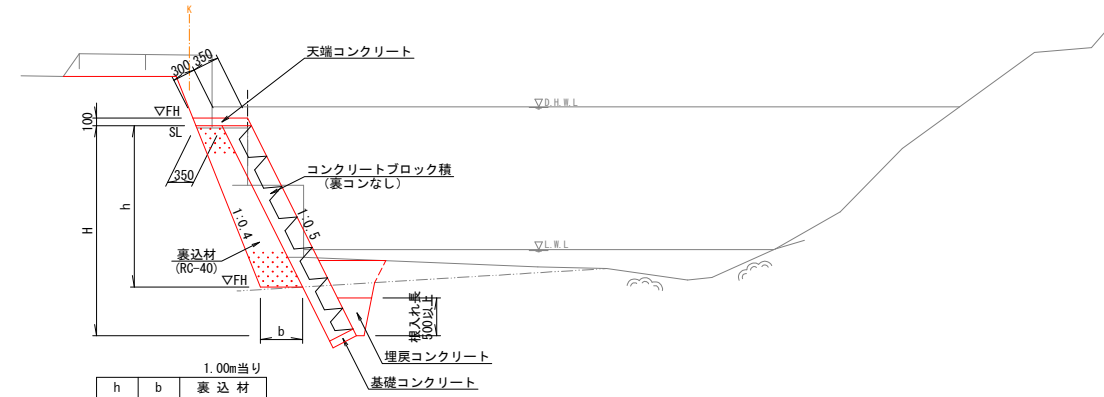 K
300
350
天端コンクリート
▽FH
▽D.H.W.L
100
SL
350
コンクリートブロック積
(裏コンなし)
h
H
1:0.4
1:0.5
▽L.W.L
裏込材
(RC-40)
▽FH
根入れ長
500以上
b
埋戻コンクリート
1.00m当り
基礎コンクリート
h b 裏 込 材